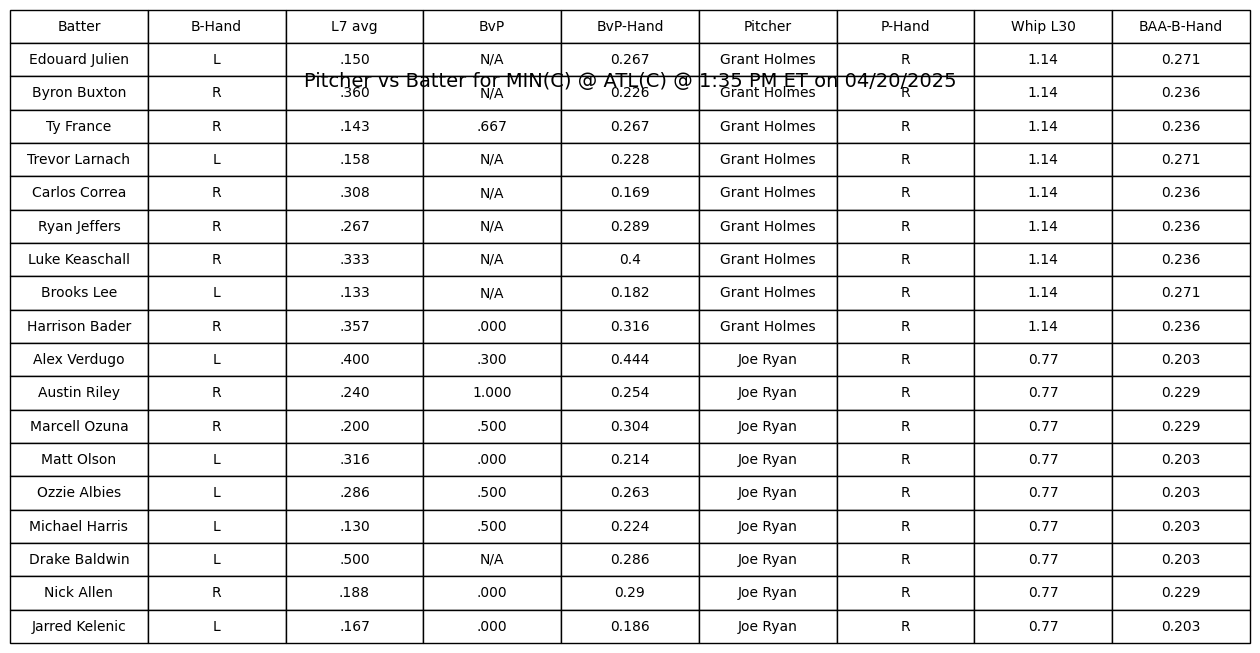 Batter B-Hand L7 avg BvP BvP-Hand Pitcher P-Hand Whip L30 BAA-B-Hand
Edouard Julien L .150 N/A 0.267 Grant Holmes R 1.14 0.271
Pitcher vs Batter for MIN(C) @ ATL(C) @ 1:35 PM ET on 04/20/2025
Byron Buxton R .360 N/A 0.226 Grant Holmes R 1.14 0.236
Ty France R .143 .667 0.267 Grant Holmes R 1.14 0.236
Trevor Larnach L .158 N/A 0.228 Grant Holmes R 1.14 0.271
Carlos Correa R .308 N/A 0.169 Grant Holmes R 1.14 0.236
Ryan Jeffers R .267 N/A 0.289 Grant Holmes R 1.14 0.236
Luke Keaschall R .333 N/A 0.4 Grant Holmes R 1.14 0.236
Brooks Lee L .133 N/A 0.182 Grant Holmes R 1.14 0.271
Harrison Bader R .357 .000 0.316 Grant Holmes R 1.14 0.236
Alex Verdugo L .400 .300 0.444 Joe Ryan R 0.77 0.203
Austin Riley R .240 1.000 0.254 Joe Ryan R 0.77 0.229
Marcell Ozuna R .200 .500 0.304 Joe Ryan R 0.77 0.229
Matt Olson L .316 .000 0.214 Joe Ryan R 0.77 0.203
Ozzie Albies L .286 .500 0.263 Joe Ryan R 0.77 0.203
Michael Harris L .130 .500 0.224 Joe Ryan R 0.77 0.203
Drake Baldwin L .500 N/A 0.286 Joe Ryan R 0.77 0.203
Nick Allen R .188 .000 0.29 Joe Ryan R 0.77 0.229
Jarred Kelenic L .167 .000 0.186 Joe Ryan R 0.77 0.203